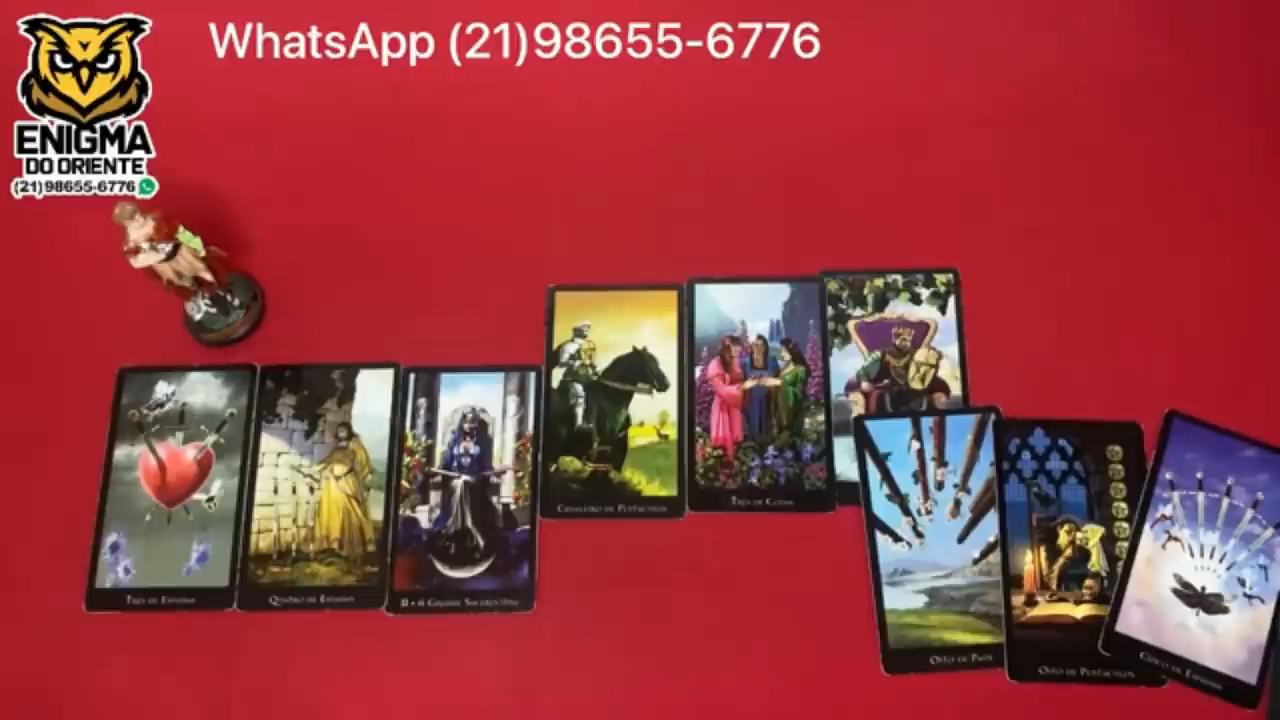 WhatsApp (21)98655-6776
ENIGMA
DO ORIENTE
(21)98655-6776
Três de Espadas
Quatro de Espadas
II • A Grande Sacerdotisa
Cavaleiro de Pentáculos
Três de Copas
Oito de Paus
Oito de Pentáculos
Cinco de Espadas